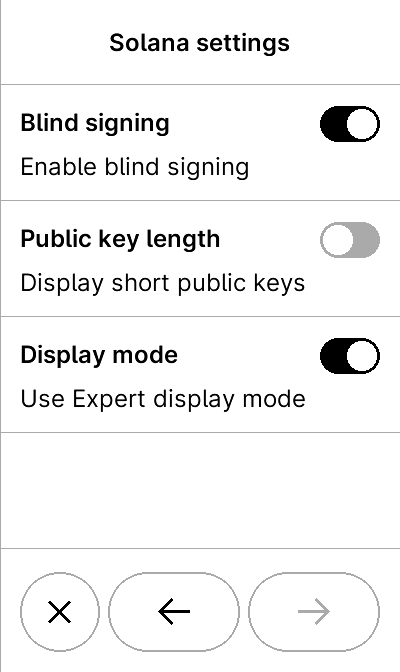 Solana settings
Blind signing
Enable blind signing
Public key length
Display short public keys
Display mode
Use Expert display mode